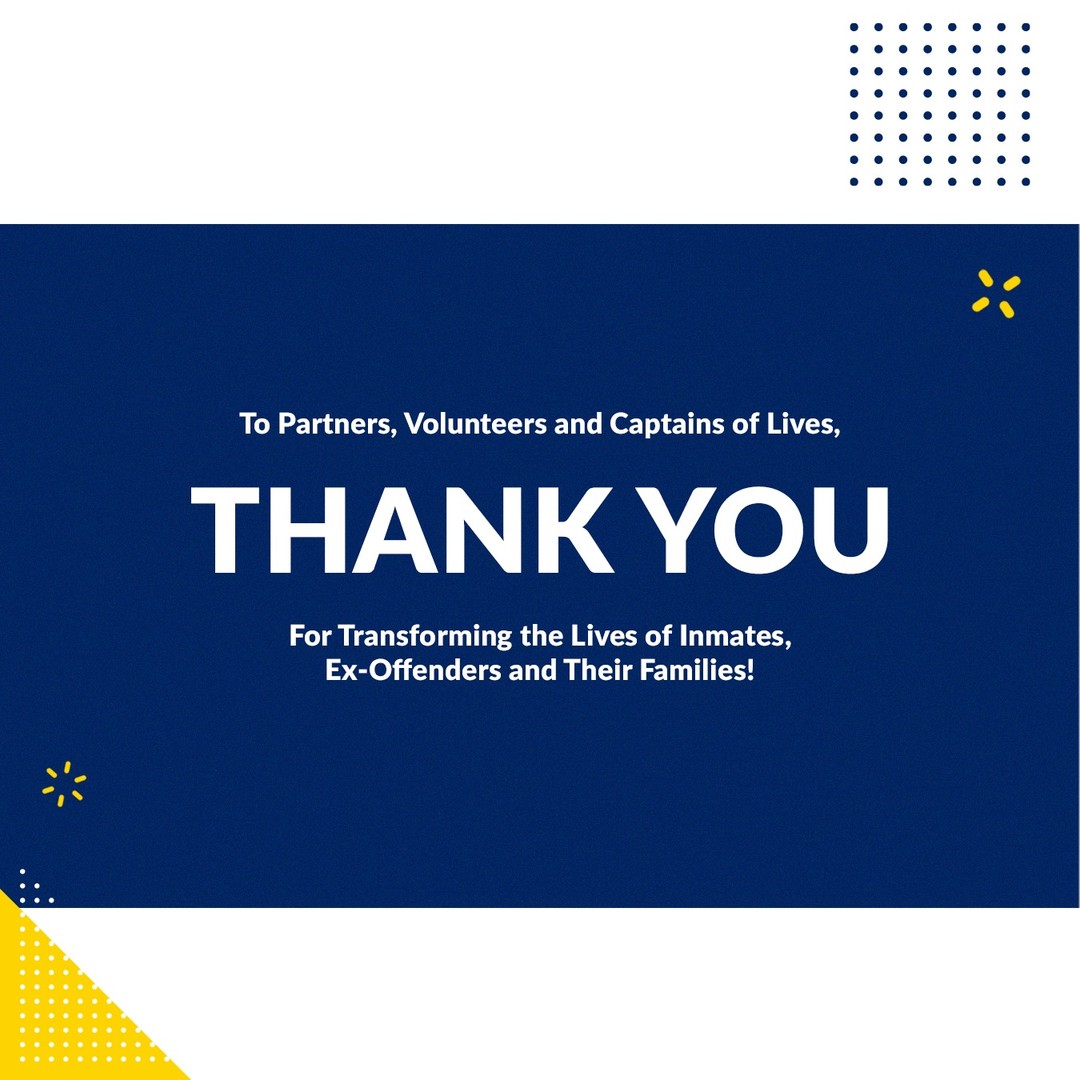 To Partners, Volunteers and Captains of Lives,
THANK YOU
For Transforming the Lives of Inmates,
Ex-Offenders and Their Families!